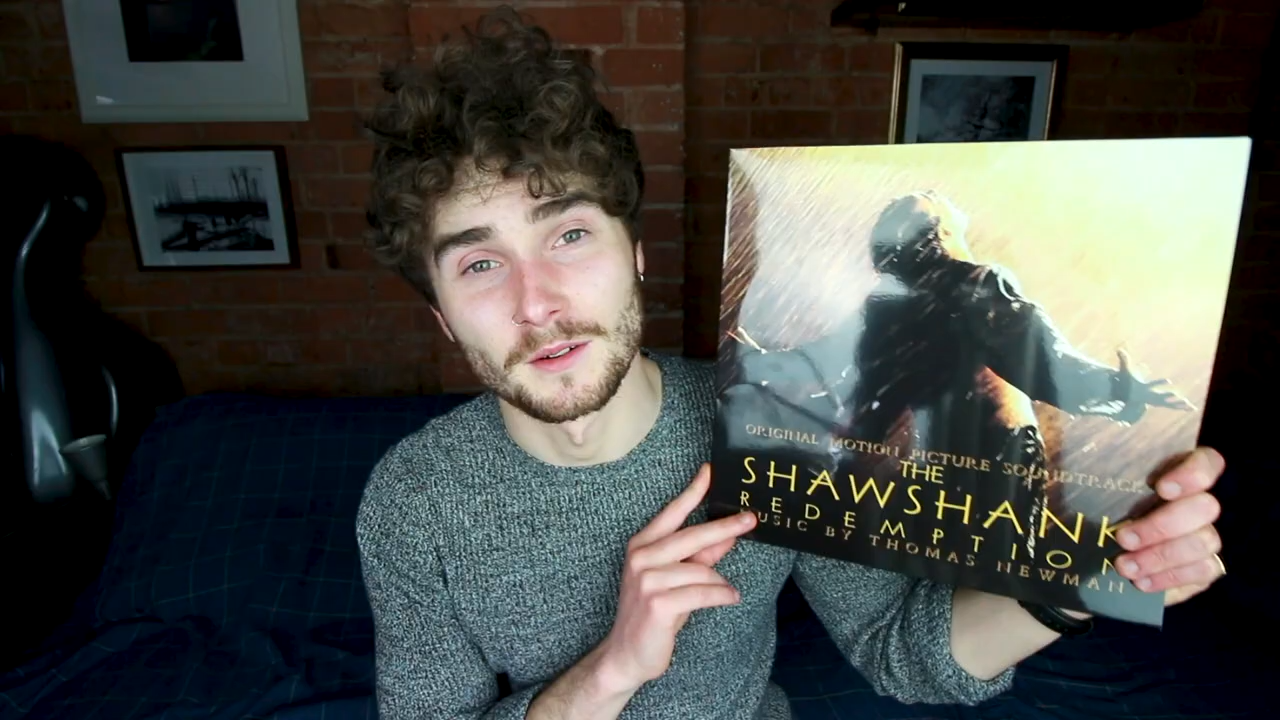 ORIGINAL MOTION PICTURE SOUNDTRACK
THE
SHAWSHANK
REDEMPTION
MUSIC BY THOMAS NEWMAN